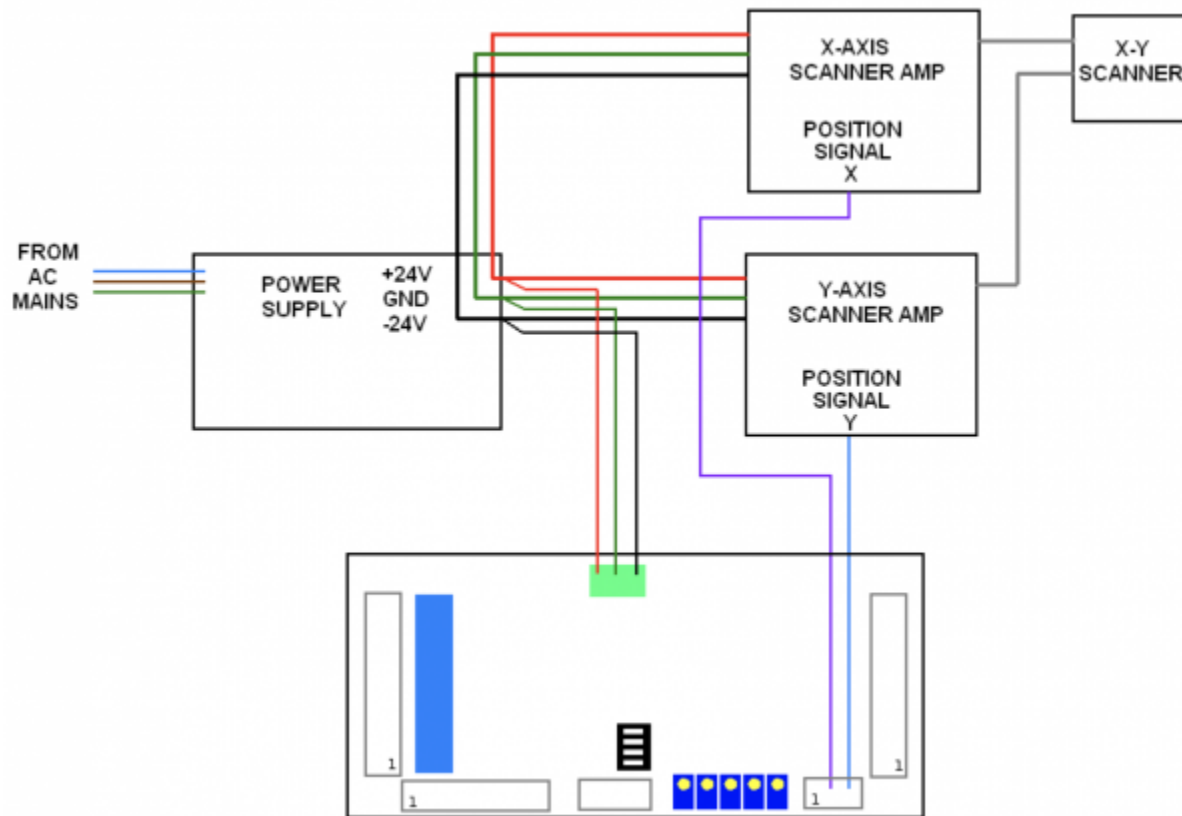 X-AXIS
SCANNER AMP
POSITION
SIGNAL
X
X-Y
SCANNER
FROM
AC
MAINS
POWER
SUPPLY
+24V
GND
-24V
Y-AXIS
SCANNER AMP
POSITION
SIGNAL
Y
1
1
1
1